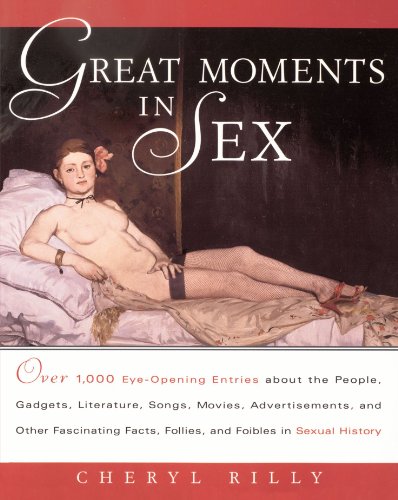 GREAT MOMENTS
IN SEX
Over 1,000 Eye-Opening Entries about the People,
Gadgets, Literature, Songs, Movies, Advertisements, and
Other Fascinating Facts, Follies, and Foibles in Sexual History
CHERYL RILLY